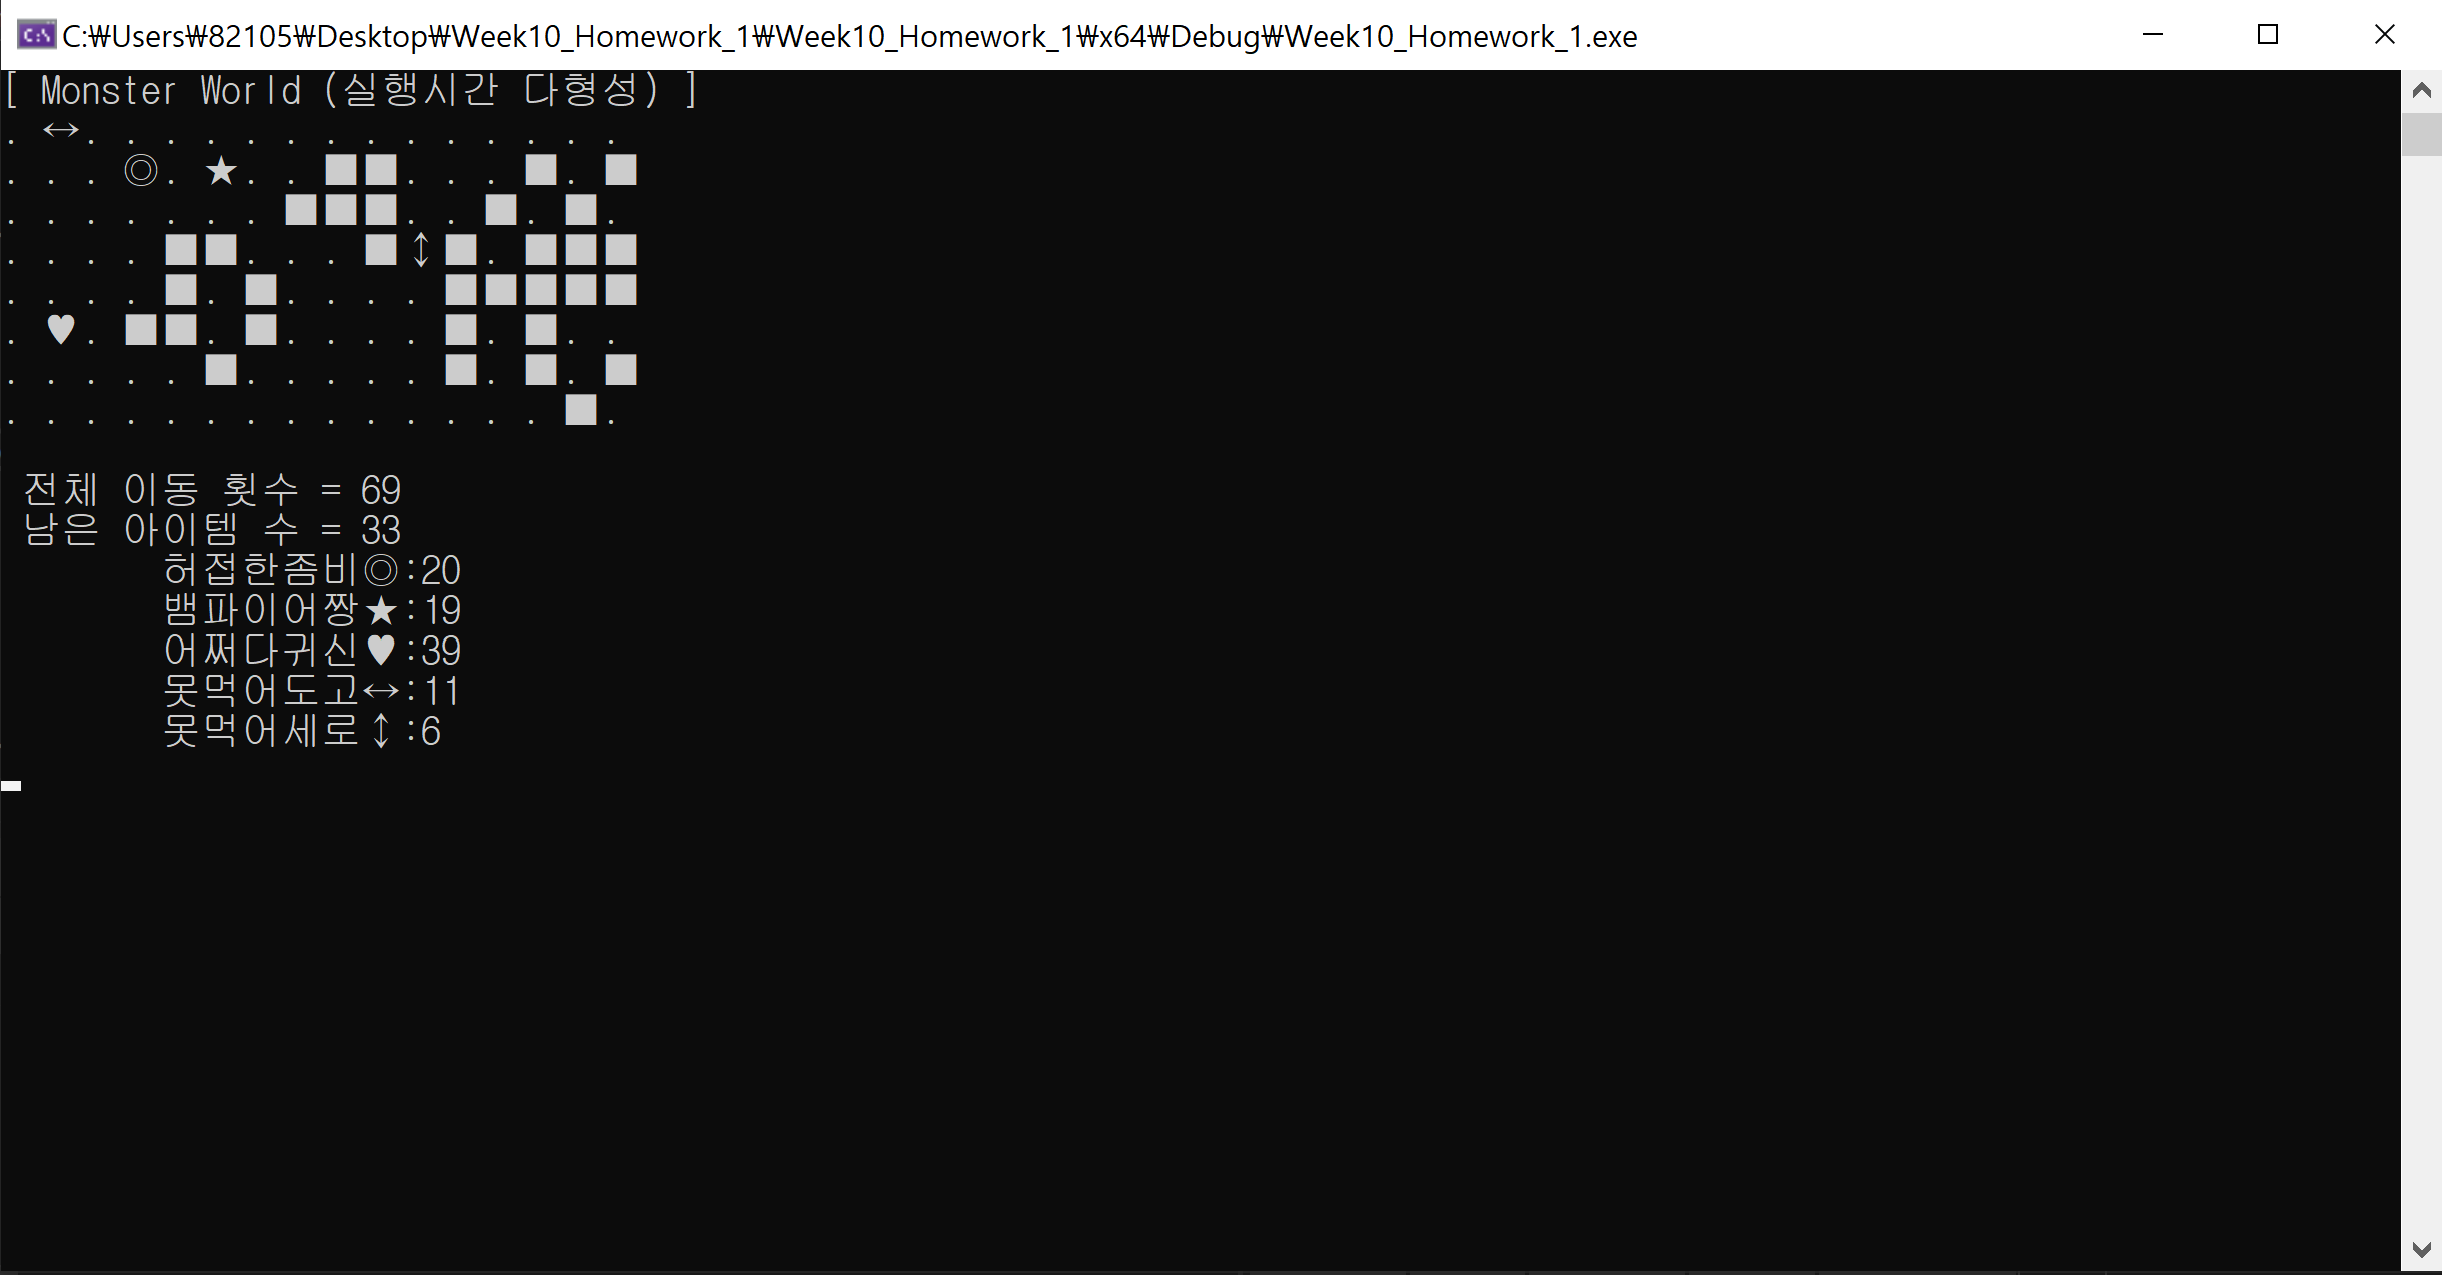 C:₩Users₩82105₩Desktop₩Week10_Homework_1₩Week10_Homework_1₩x64₩Debug₩Week10_Homework_1.exe
[ Monster World (실행시간 다형성) ]
. ↔. . . . . . . . . . . . . .
. . . ◎. ★. . ■■. . . ■. ■
. . . . . . . ■■■. . ■. ■.
. . . . ■■. . . ■↕■. ■■■
. . . . ■. ■. . . . ■■■■■
. ♥. ■■. ■. . . . ■. ■. .
. . . . . ■. . . . . ■. ■. ■
. . . . . . . . . . . . . . ■.
전체 이동 횟수 = 69
남은 아이템 수 = 33
허접한좀비◎:20
뱀파이어짱★:19
어쩌다귀신♥:39
못먹어도고↔:11
못먹어세로↕:6